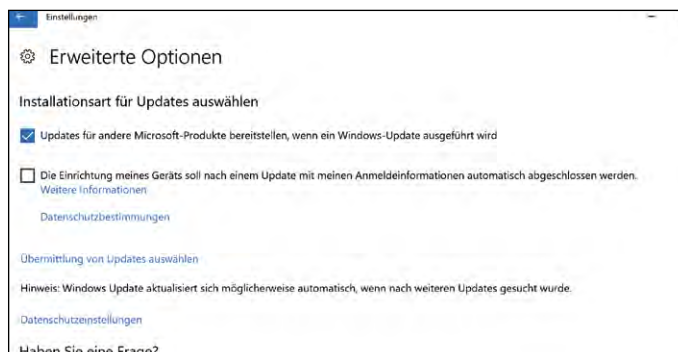 Einstellungen
Erweiterte Optionen
Installationsart für Updates auswählen
Updates für andere Microsoft-Produkte bereitstellen, wenn ein Windows-Update ausgeführt wird
Die Einrichtung meines Geräts soll nach einem Update mit meinen Anmeldeinformationen automatisch abgeschlossen werden.
Weitere Informationen
Datenschutzbestimmungen
Übermittlung von Updates auswählen
Hinweis: Windows Update aktualisiert sich möglicherweise automatisch, wenn nach weiteren Updates gesucht wurde.
Datenschutzeinstellungen
Haben Sie eine Frage?